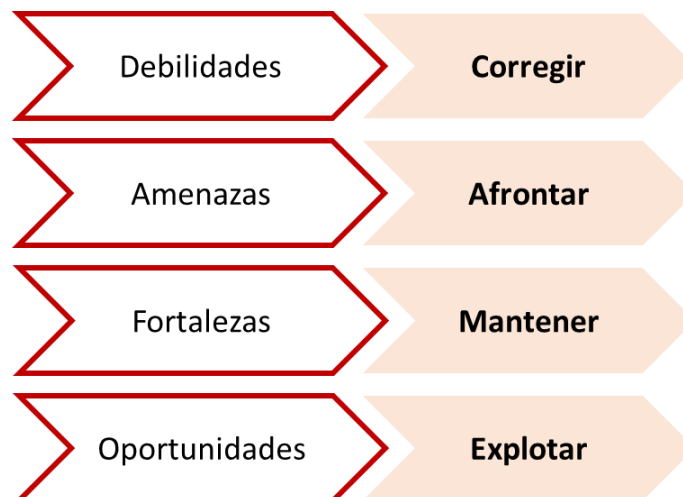 Debilidades
Corregir
Amenazas
Afrontar
Fortalezas
Mantener
Oportunidades
Explotar